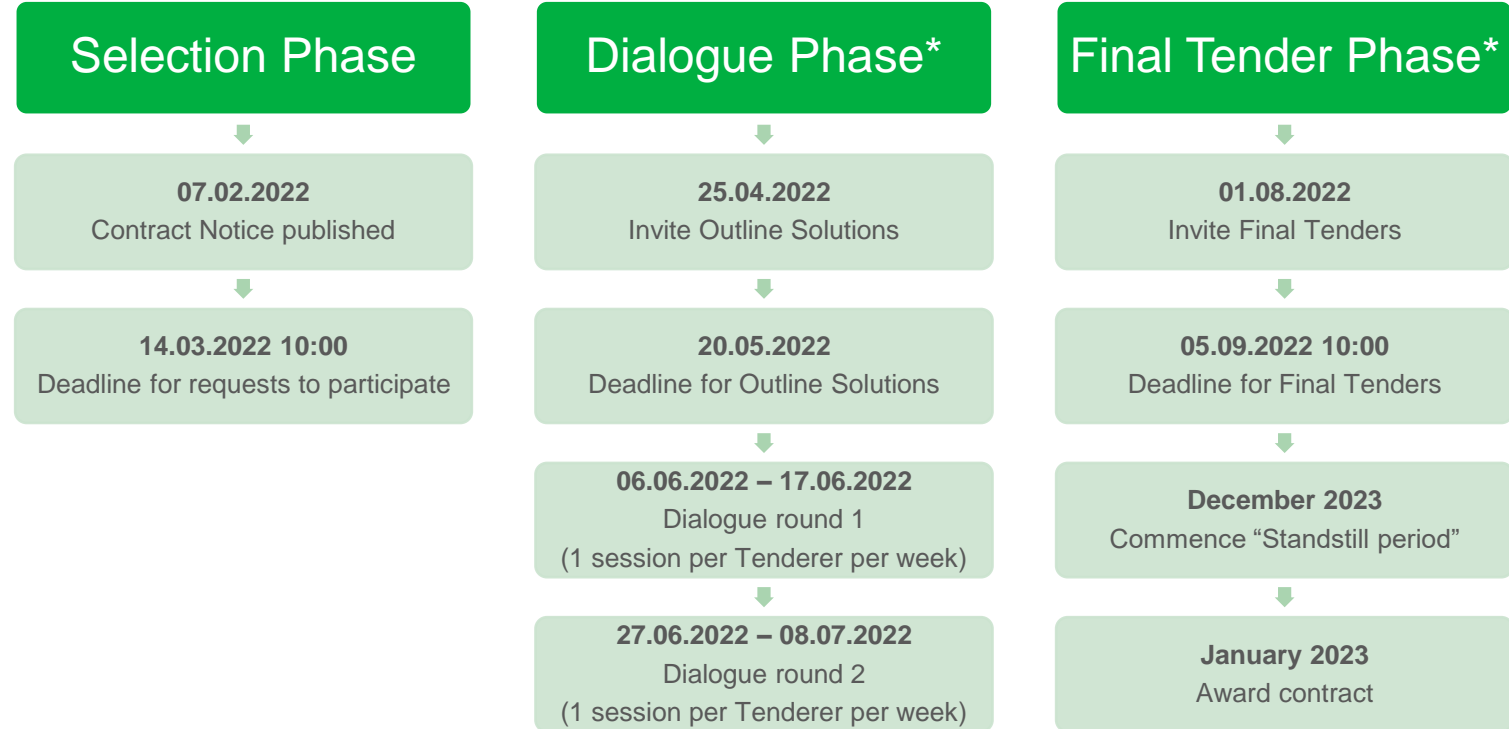 Selection Phase
07.02.2022
Contract Notice published
14.03.2022 10:00
Deadline for requests to participate
Dialogue Phase*
25.04.2022
Invite Outline Solutions
20.05.2022
Deadline for Outline Solutions
06.06.2022 – 17.06.2022
Dialogue round 1
(1 session per Tenderer per week)
27.06.2022 – 08.07.2022
Dialogue round 2
(1 session per Tenderer per week)
Final Tender Phase*
01.08.2022
Invite Final Tenders
05.09.2022 10:00
Deadline for Final Tenders
December 2023
Commence “Standstill period”
January 2023
Award contract